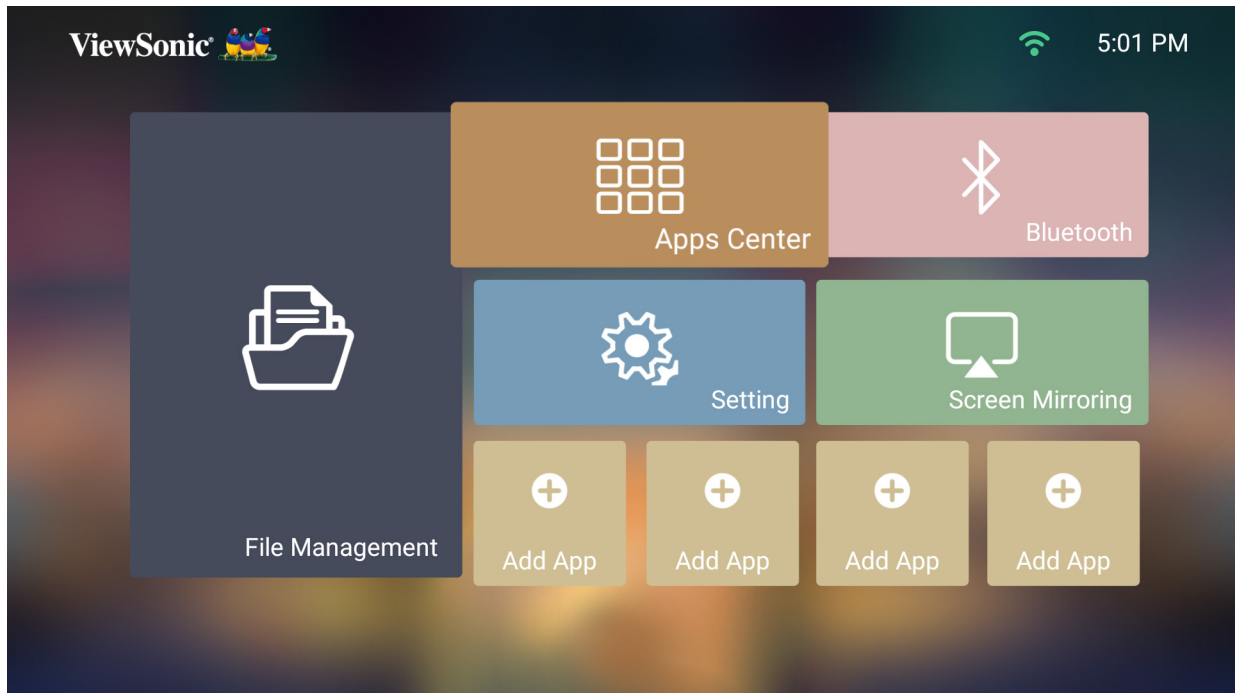 ViewSonic®
5:01 PM
Apps Center
Bluetooth
Setting
Screen Mirroring
File Management
Add App
Add App
Add App
Add App